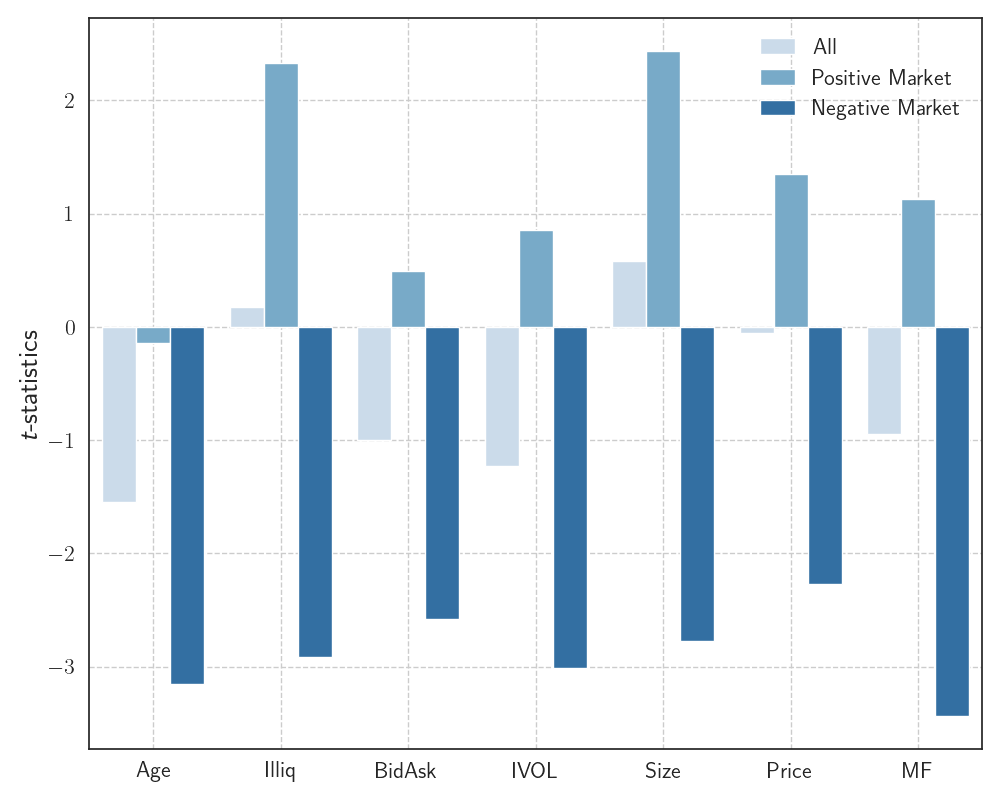 All
Positive Market
Negative Market
2
1
0
−1
−2
−3
t-statistics
Age Illiq BidAsk IVOL Size Price MF